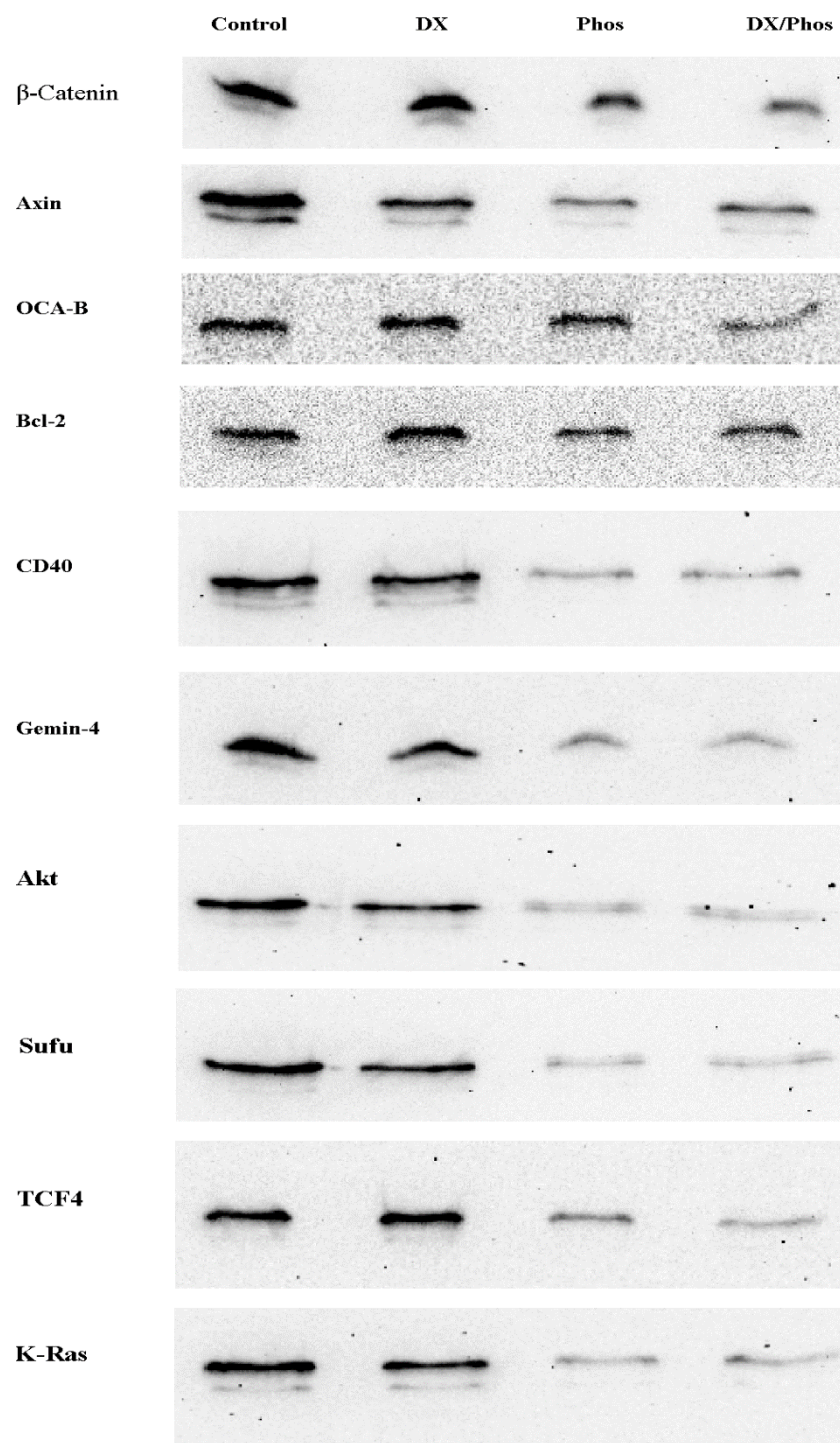 Control DX Phos DX/Phos
β-Catenin
Axin
OCA-B
Bcl-2
CD40
Gemin-4
Akt
Sufu
TCF4
K-Ras